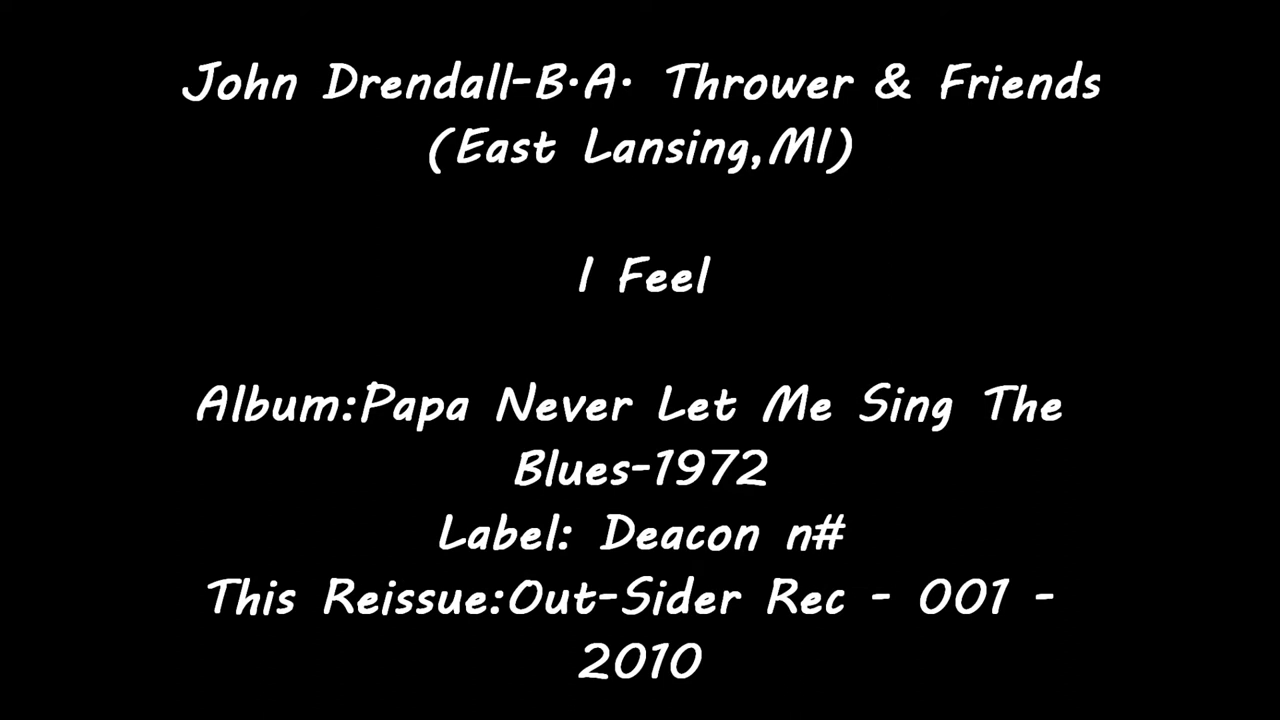 John Drendall-B.A. Thrower & Friends
(East Lansing,MI)
I Feel
Album:Papa Never Let Me Sing The
Blues-1972
Label: Deacon n#
This Reissue:Out-Sider Rec - 001 -
2010